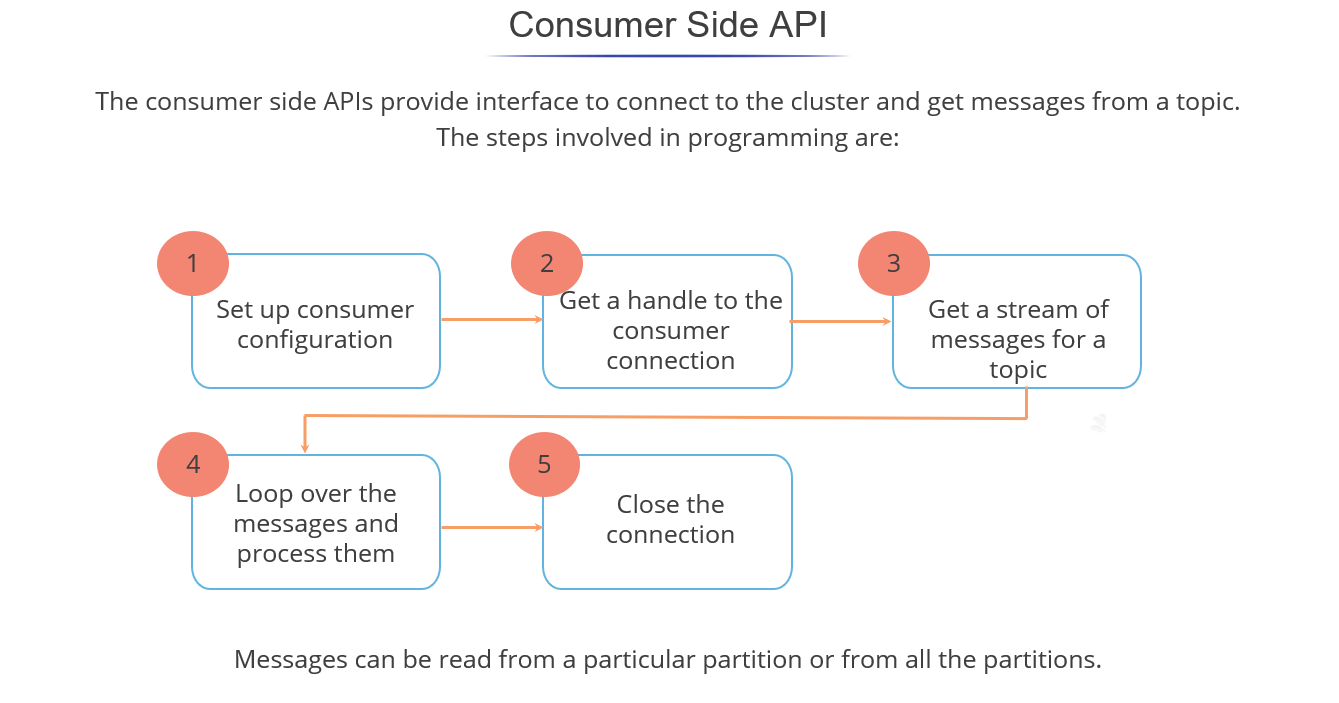 Consumer Side API
The consumer side APIs provide interface to connect to the cluster and get messages from a topic.
The steps involved in programming are:
1
Set up consumer
configuration
2
Get a handle to the
consumer
connection
3
Get a stream of
messages for a
topic
4
Loop over the
messages and
process them
5
Close the
connection
Messages can be read from a particular partition or from all the partitions.